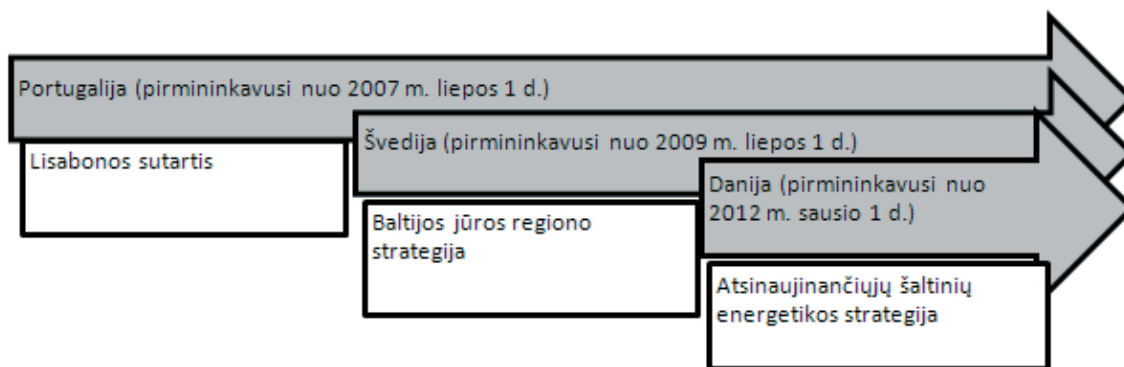 Portugalija (pirmininkavusi nuo 2007 m. liepos 1 d.)
Lisabonos sutartis
Švedija (pirmininkavusi nuo 2009 m. liepos 1 d.)
Baltijos jūros regiono
strategija
Danija (pirmininkavusi nuo
2012 m. sausio 1 d.)
Atsinaujinančiųjų šaltinių
energetikos strategija